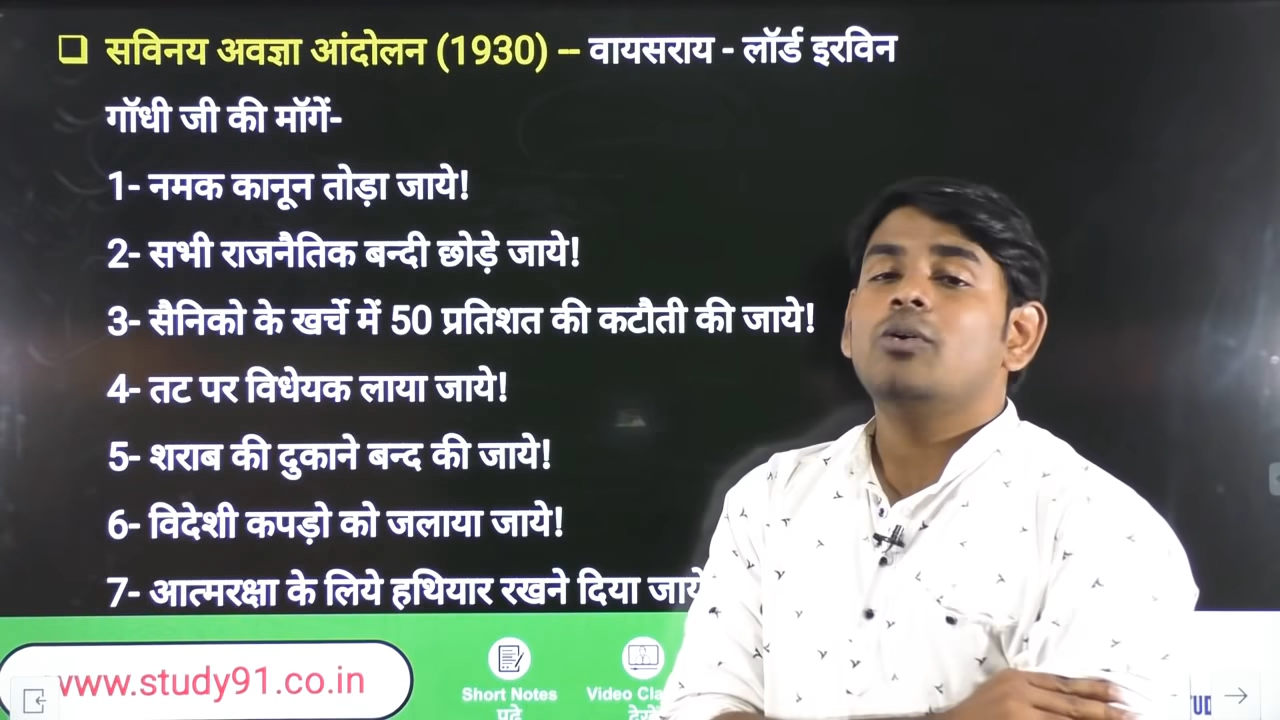 सविनय अवज्ञा आंदोलन (1930) – वायसराय - लॉर्ड इरविन
गॉधी जी की मॉगें-
1- नमक कानून तोड़ा जाये!
2- सभी राजनैतिक बन्दी छोड़े जाये!
3- सैनिको के खर्चे में 50 प्रतिशत की कटौती की जाये!
4- तट पर विधेयक लाया जाये!
5- शराब की दुकाने बन्द की जाये!
6- विदेशी कपड़ो को जलाया जाये!
7- आत्मरक्षा के लिये हथियार रखने दिया जाये
www.study91.co.in
Short Notes
पढ़े
Video